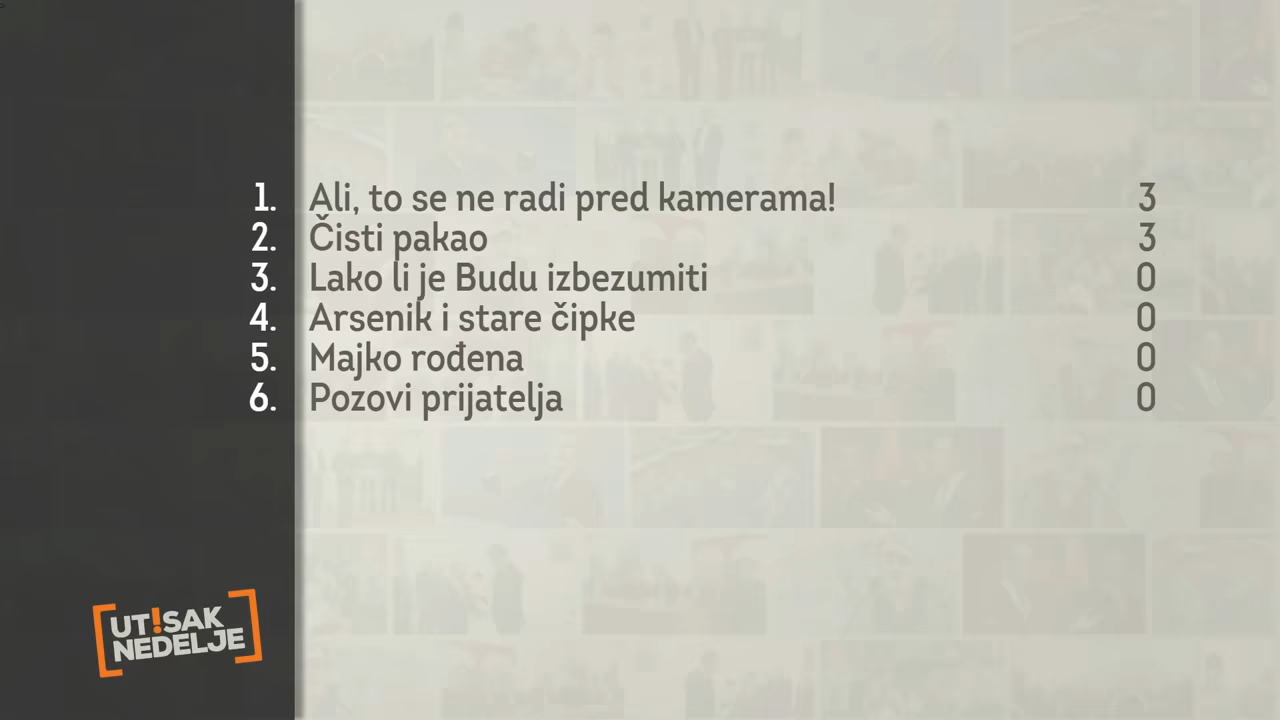 1. Ali, to se ne radi pred kamerama! 3
2. Čisti pakao 3
3. Lako li je Budu izbezumiti 0
4. Arsenik i stare čipke 0
5. Majko rođena 0
6. Pozovi prijatelja 0
UT!SAK
NEDELJE